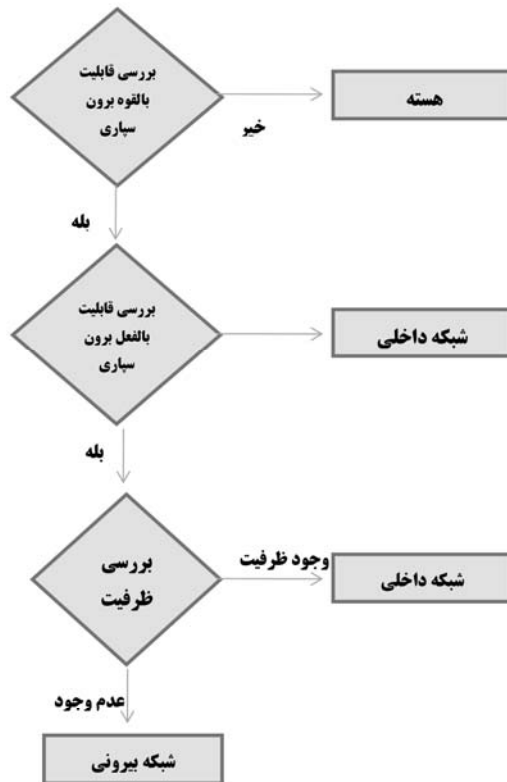 بررسی قابلیت
بالقوه برون
سپاری
هسته
خیر
بله
بررسی قابلیت
بالفعل برون
سپاری
شبکه داخلی
بله
بررسی
ظرفیت
وجود ظرفیت
شبکه داخلی
عدم وجود
شبکه بیرونی